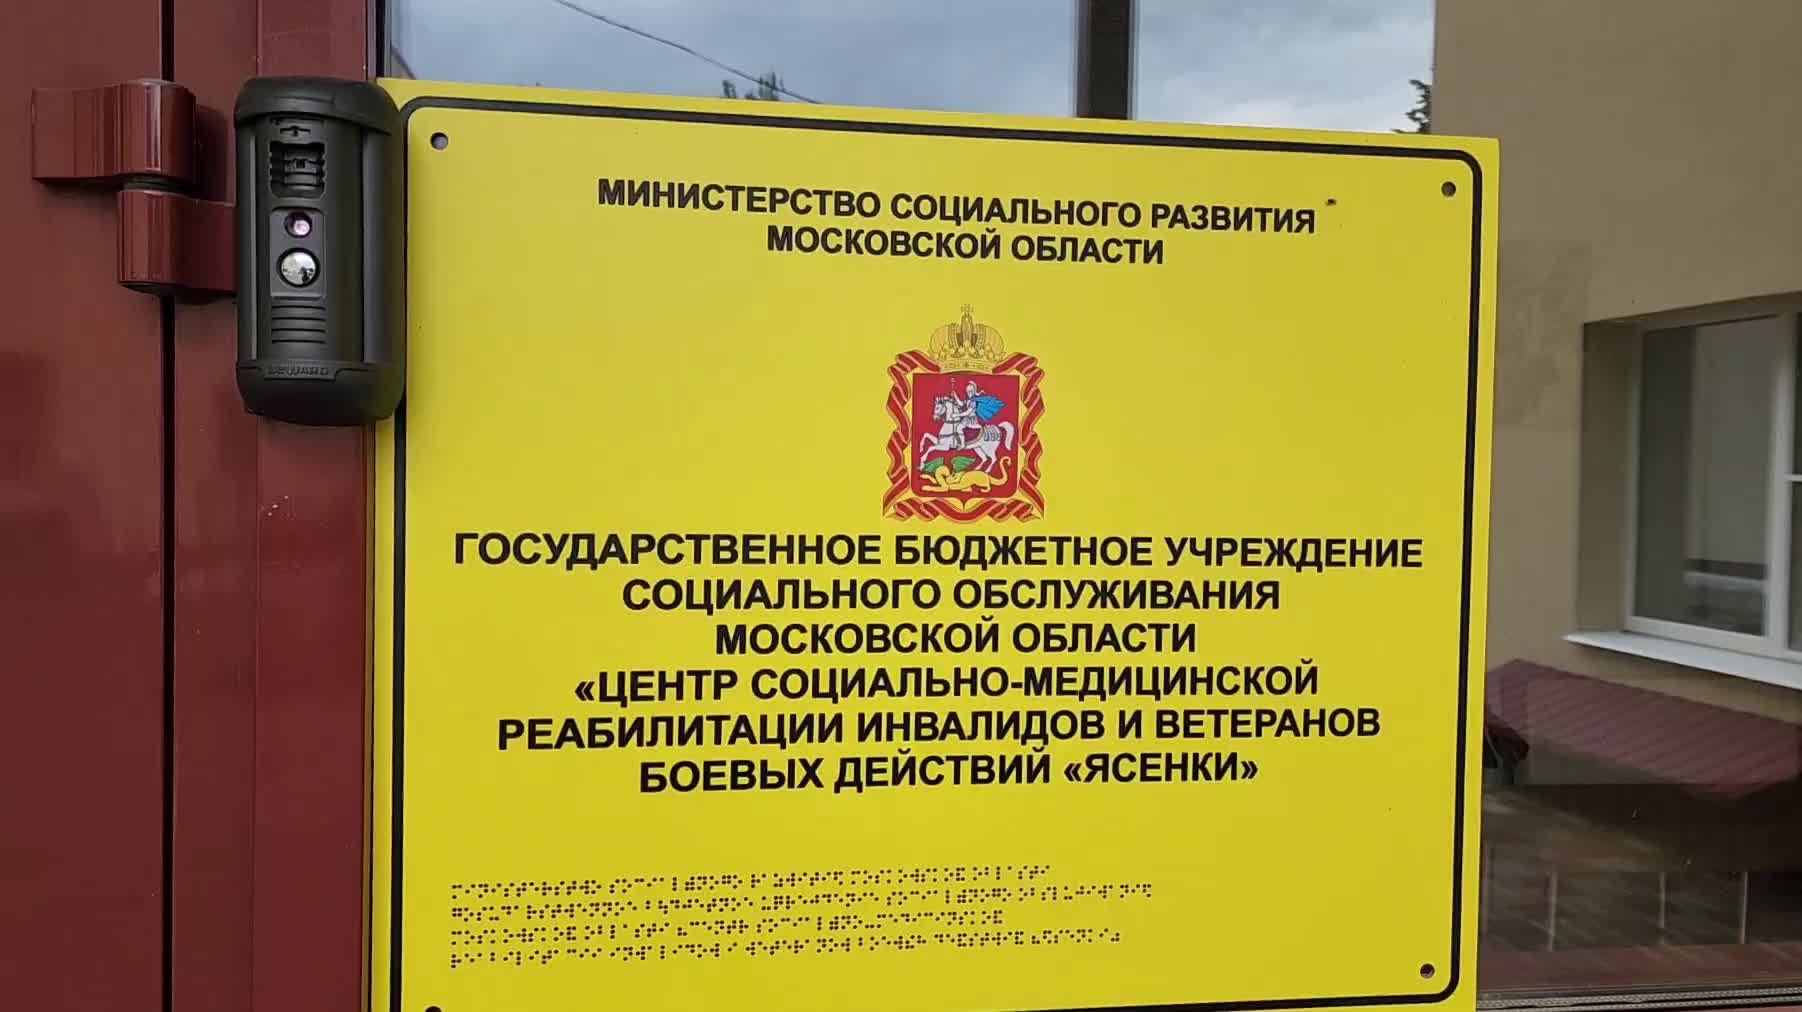 МИНИСТЕРСТВО СОЦИАЛЬНОГО РАЗВИТИЯ
МОСКОВСКОЙ ОБЛАСТИ
ГОСУДАРСТВЕННОЕ БЮДЖЕТНОЕ УЧРЕЖДЕНИЕ
СОЦИАЛЬНОГО ОБСЛУЖИВАНИЯ
МОСКОВСКОЙ ОБЛАСТИ
«ЦЕНТР СОЦИАЛЬНО-МЕДИЦИНСКОЙ
РЕАБИЛИТАЦИИ ИНВАЛИДОВ И ВЕТЕРАНОВ
БОЕВЫХ ДЕЙСТВИЙ «ЯСЕНКИ»